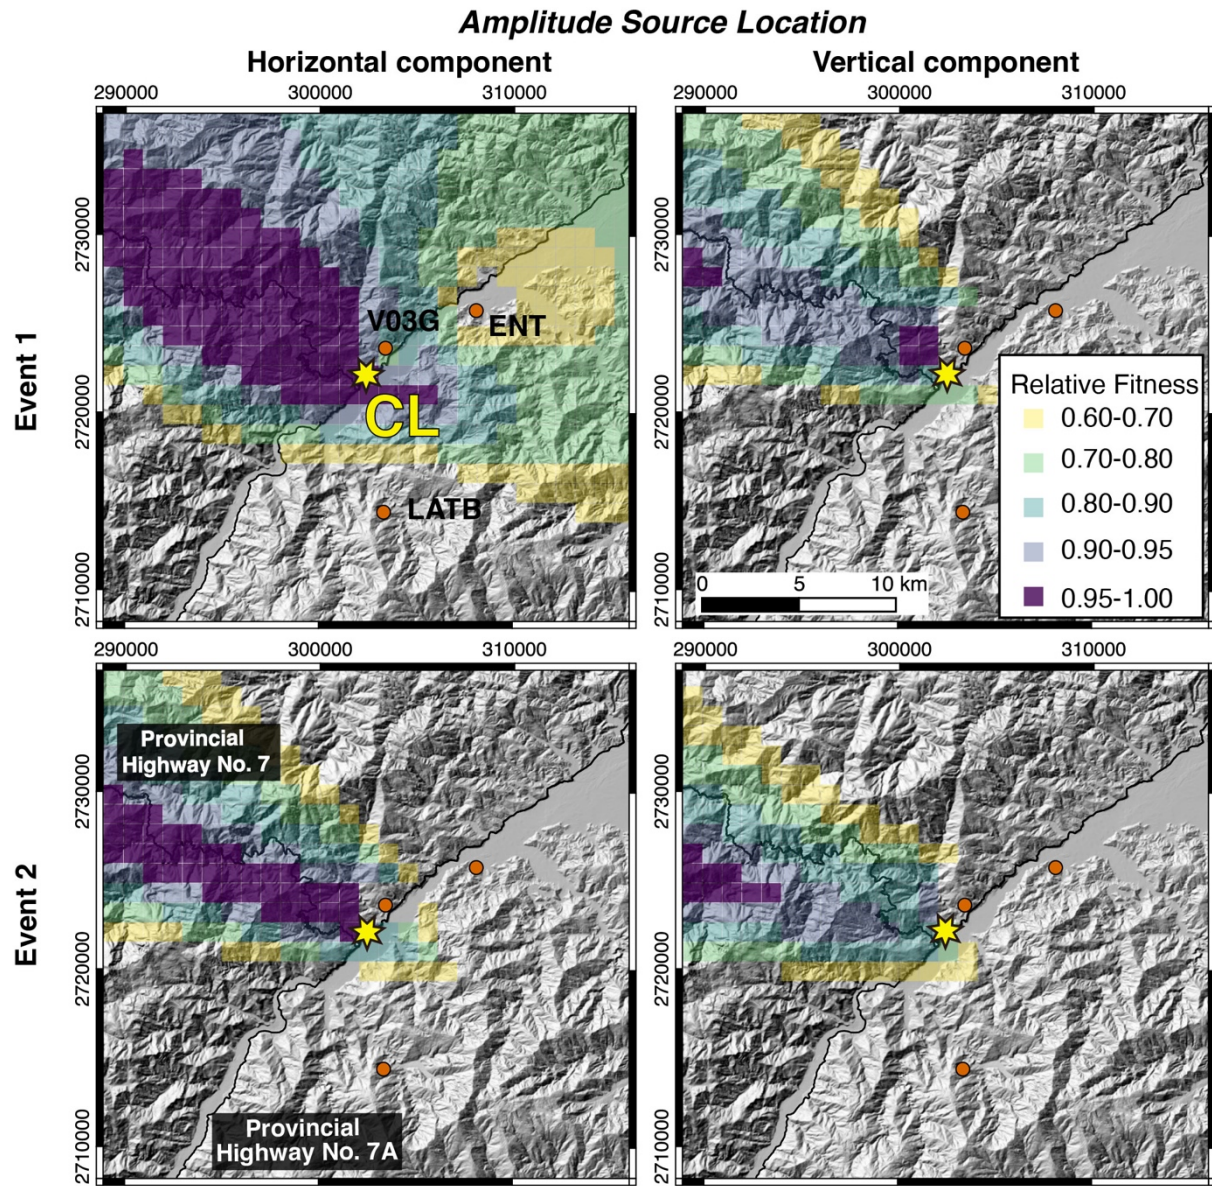 Amplitude Source Location
Horizontal component
Vertical component
290000 300000 310000
290000 300000 310000
Event 1
2730000
2720000
2710000
V03G
ENT
CL
LATB
2730000
2720000
2710000
Relative Fitness
0.60-0.70
0.70-0.80
0.80-0.90
0.90-0.95
0.95-1.00
0 5 10 km
290000 300000 310000
290000 300000 310000
Event 2
2730000
2720000
2710000
Provincial
Highway No. 7
Provincial
Highway No. 7A
2730000
2720000
2710000